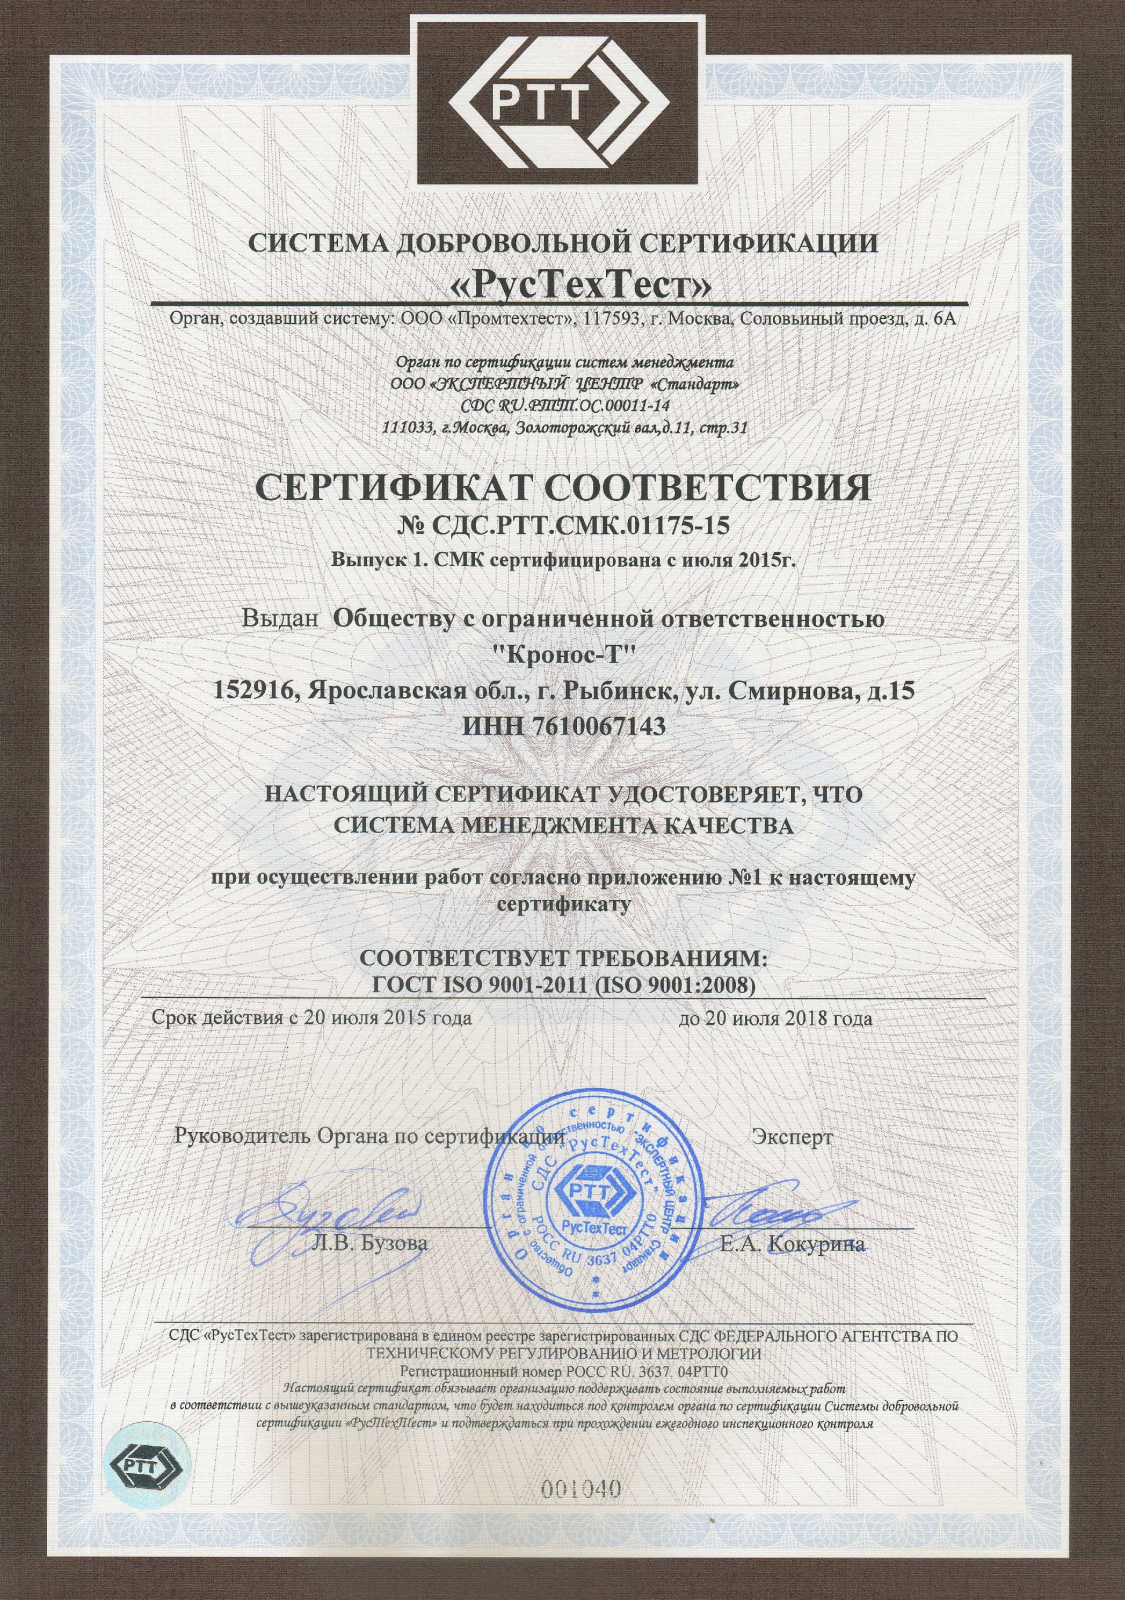 РТТ
СИСТЕМА ДОБРОВОЛЬНОЙ СЕРТИФИКАЦИИ
«РусТехТест»
Орган, создавший систему: ООО «Промтехтест», 117593, г. Москва, Соловьиный проезд, д. 6А
Орган по сертификации систем менеджмента
ООО «ЭКСПЕРТНЫЙ ЦЕНТР «Стандарт»
СDС RU.РТТ.ОС.00011-14
111033, г.Москва, Золоторожский вал,д.11, стр.31
СЕРТИФИКАТ СООТВЕТСТВИЯ
№ СДС.РТТ.СМК.01175-15
Выпуск 1. СМК сертифицирована с июля 2015г.
Выдан Обществу с ограниченной ответственностью
"Кронос-Т"
152916, Ярославская обл., г. Рыбинск, ул. Смирнова, д.15
ИНН 7610067143
НАСТОЯЩИЙ СЕРТИФИКАТ УДОСТОВЕРЯЕТ, ЧТО
СИСТЕМА МЕНЕДЖМЕНТА КАЧЕСТВА
при осуществлении работ согласно приложению №1 к настоящему
сертификату
СООТВЕТСТВУЕТ ТРЕБОВАНИЯМ:
ГОСТ ISO 9001-2011 (ISO 9001:2008)
Срок действия с 20 июля 2015 года до 20 июля 2018 года
Руководитель Органа по сертификации Эксперт
Орган по сертификации
Общество с ограниченной ответственностью "ЭКСПЕРТНЫЙ ЦЕНТР Стандарт
СДС "РусТехТест"
РТТ
РусТехТест
РОСС RU 3637 04РТТ0
Л.В. Бузова Е.А. Кокурина
СДС «РусТехТест» зарегистрирована в едином реестре зарегистрированных СДС ФЕДЕРАЛЬНОГО АГЕНТСТВА ПО
ТЕХНИЧЕСКОМУ РЕГУЛИРОВАНИЮ И МЕТРОЛОГИИ
Регистрационный номер РОСС RU. 3637. 04РТТ0
Настоящий сертификат обязывает организацию поддерживать состояние выполняемых работ
в соответствии с вышеуказанным стандартом, что будет находиться под контролем органа по сертификации Системы добровольной
сертификации «РусТехТест» и подтверждаться при прохождении ежегодного инспекционного контроля
РТТ
001040